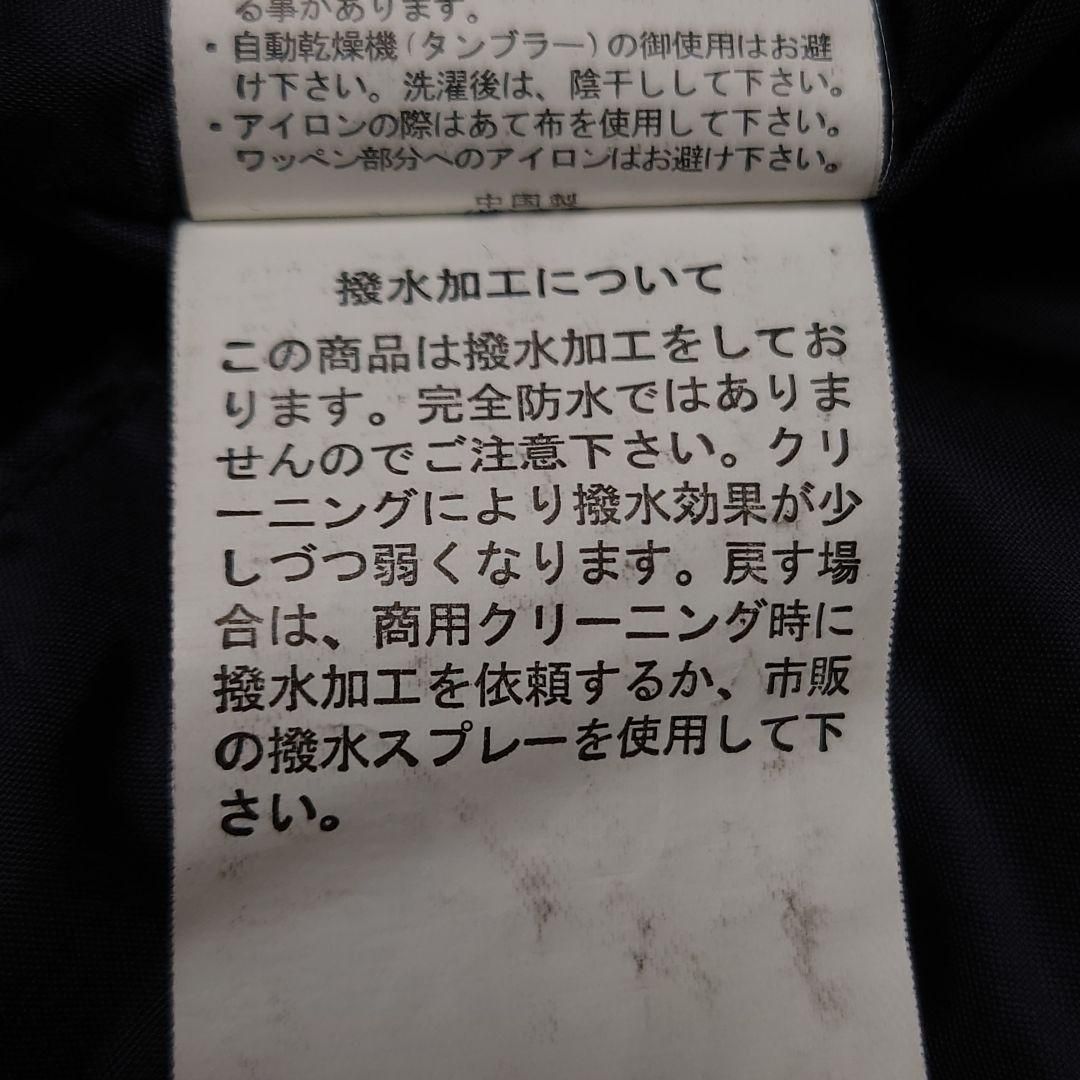 る事があります。
・自動乾燥機(タンブラー)の御使用はお避
け下さい。洗濯後は、陰干しして下さい。
・アイロンの際はあて布を使用して下さい。
ワッペン部分へのアイロンはお避け下さい。
中国製
撥水加工について
この商品は撥水加工をしてお
ります。完全防水ではありま
せんのでご注意下さい。クリ
ーニングにより撥水効果が少
しづつ弱くなります。戻す場
合は、商用クリーニング時に
撥水加工を依頼するか、市販
の撥水スプレーを使用して下
さい。